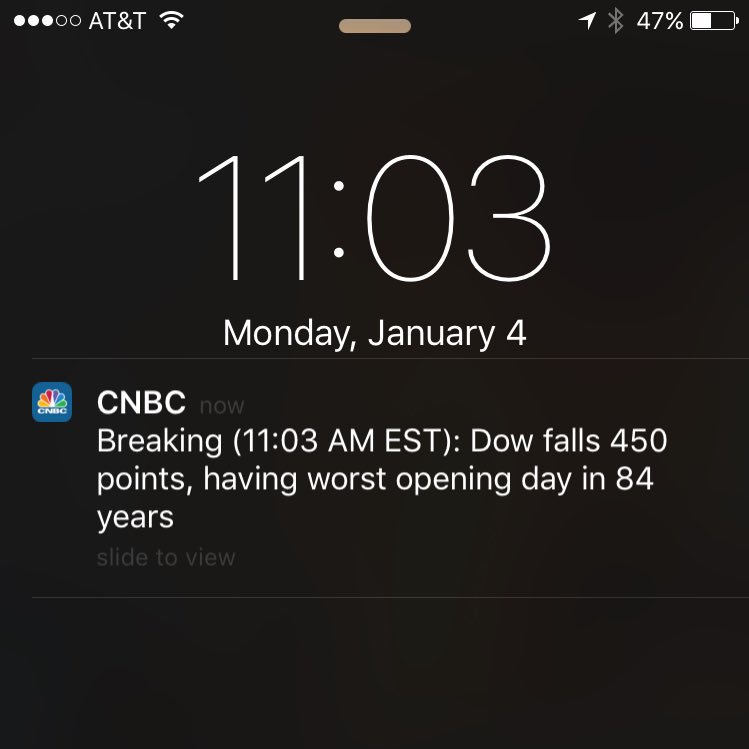 AT&T 47%
11:03
Monday, January 4
CNBC
CNBC now
Breaking (11:03 AM EST): Dow falls 450
points, having worst opening day in 84
years
slide to view